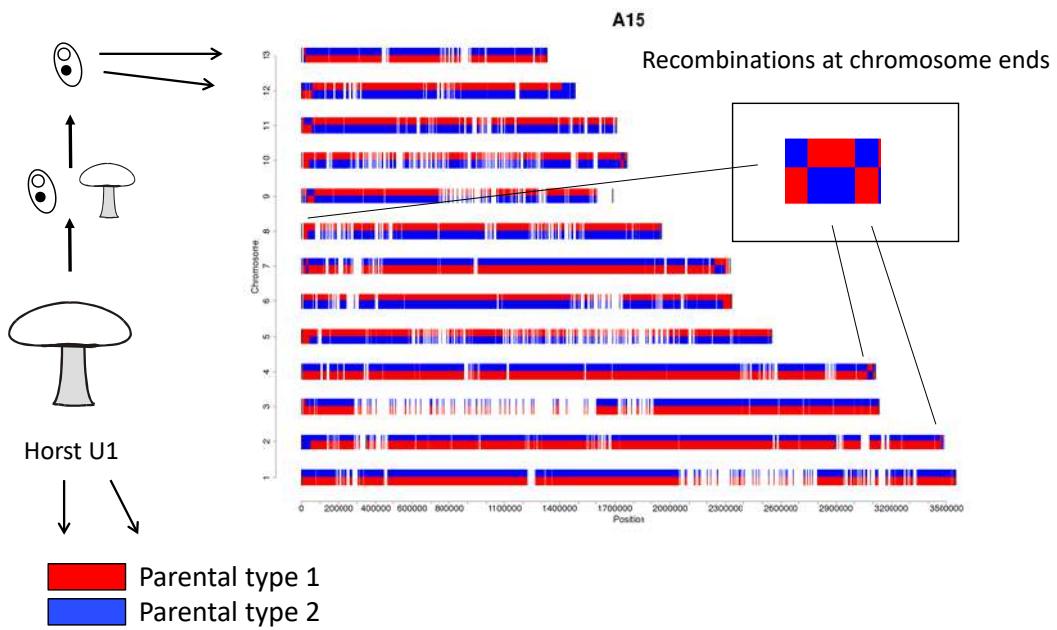 A15
Recombinations at chromosome ends
Chromosome
13
12
11
10
9
8
7
6
5
4
3
2
1
0 200000 400000 600000 800000 1100000 1400000 1700000 2000000 2300000 2600000 2900000 3200000 3500000
Position
Horst U1
Parental type 1
Parental type 2